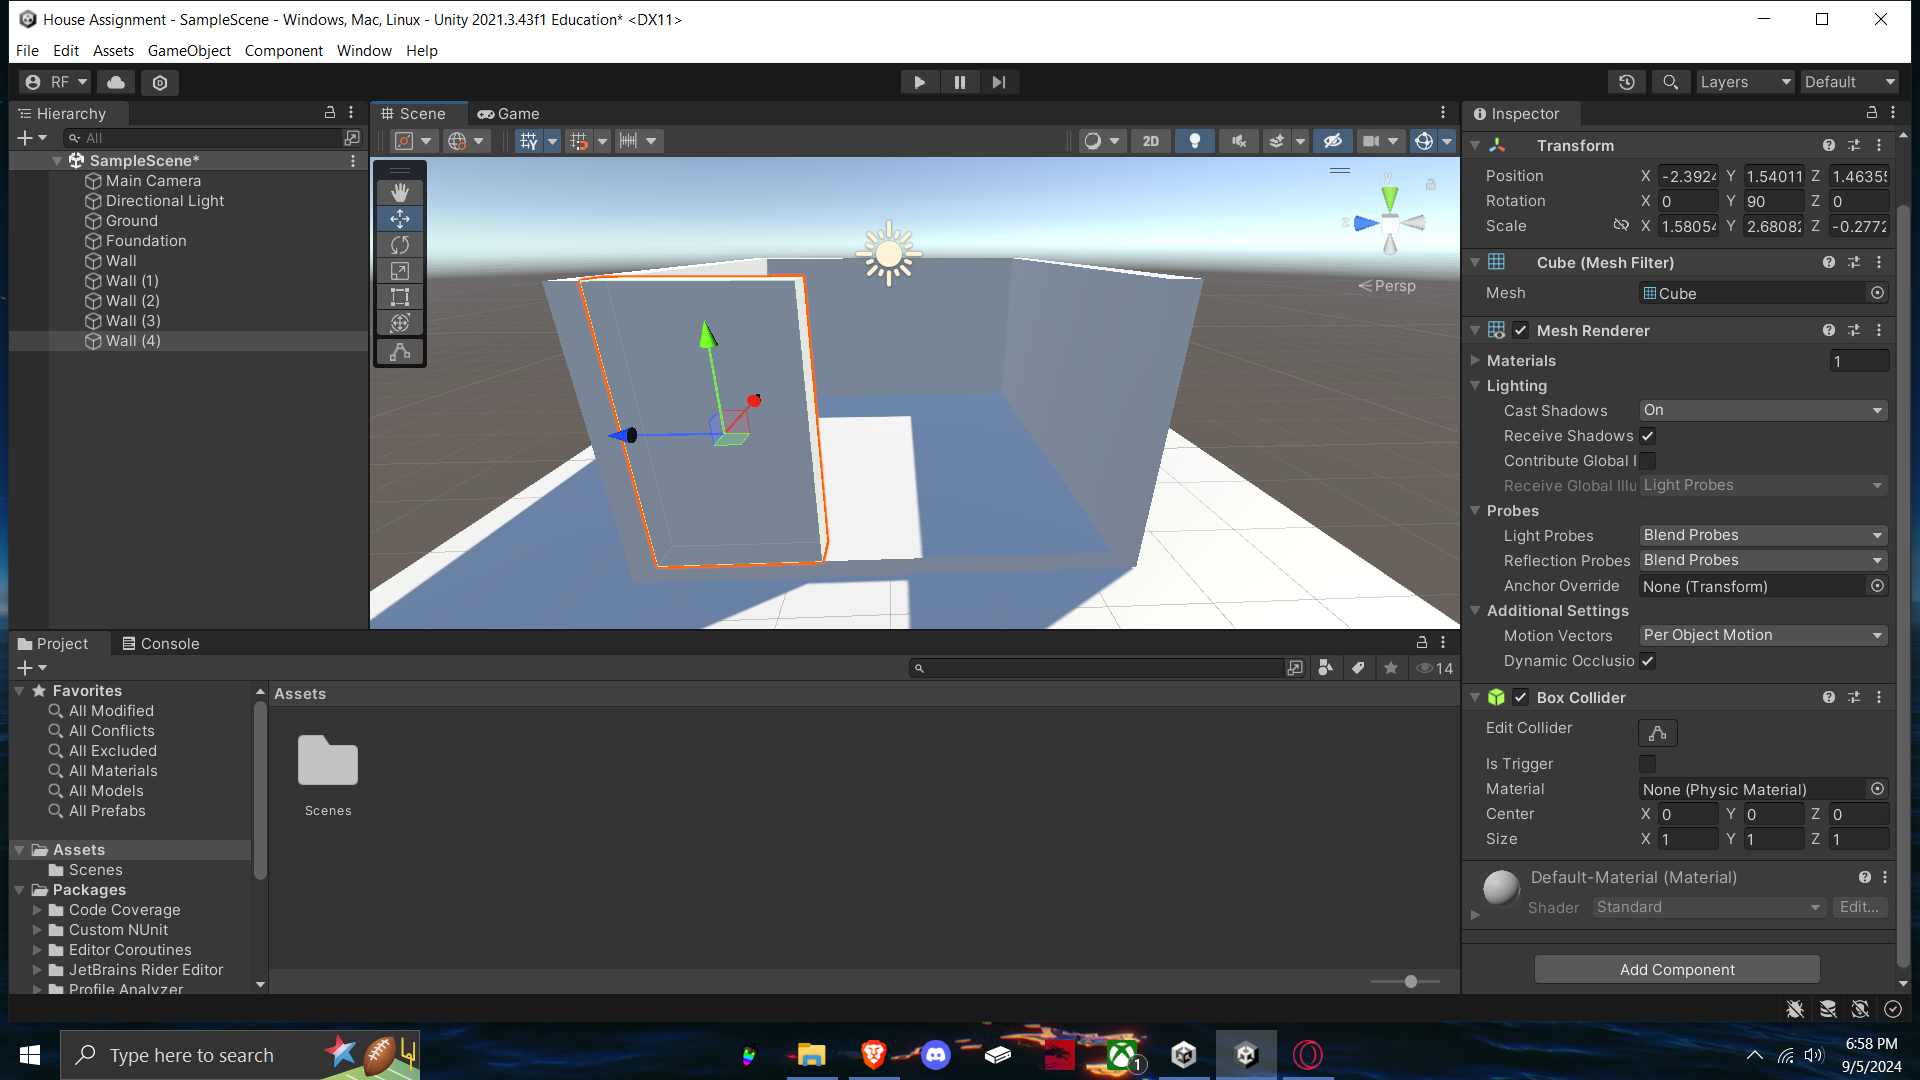 House Assignment - SampleScene - Windows, Mac, Linux - Unity 2021.3.43f1 Education* <DX11>
File Edit Assets GameObject Component Window Help
RF Layers Default
Hierarchy
All
SampleScene*
Main Camera
Directional Light
Ground
Foundation
Wall
Wall (1)
Wall (2)
Wall (3)
Wall (4)
Scene Game
2D
y
z
Persp
Inspector
Transform
Position X -2.3924 Y 1.54011 Z 1.4635
Rotation X 0 Y 90 Z 0
Scale X 1.58054 Y 2.6808 Z -0.2772
Cube (Mesh Filter)
Mesh Cube
Mesh Renderer
Materials 1
Lighting
Cast Shadows On
Receive Shadows
Contribute Global I
Receive Global Illu Light Probes
Probes
Light Probes Blend Probes
Reflection Probes Blend Probes
Anchor Override None (Transform)
Additional Settings
Motion Vectors Per Object Motion
Dynamic Occlusio
Box Collider
Edit Collider
Is Trigger
Material None (Physic Material)
Center X 0 Y 0 Z 0
Size X 1 Y 1 Z 1
Default-Material (Material)
Shader Standard Edit...
Add Component
Project Console
14
Favorites
All Modified
All Conflicts
All Excluded
All Materials
All Models
All Prefabs
Assets
Scenes
Packages
Code Coverage
Custom NUnit
Editor Coroutines
JetBrains Rider Editor
Profile Analyzer
Assets
Scenes
Type here to search
1
6:58 PM
9/5/2024